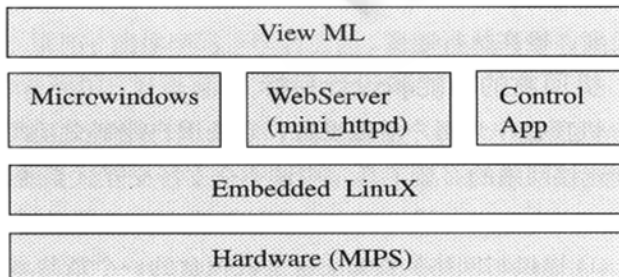 View ML
Microwindows
WebServer
(mini_httpd)
Control
App
Embedded LinuX
Hardware (MIPS)